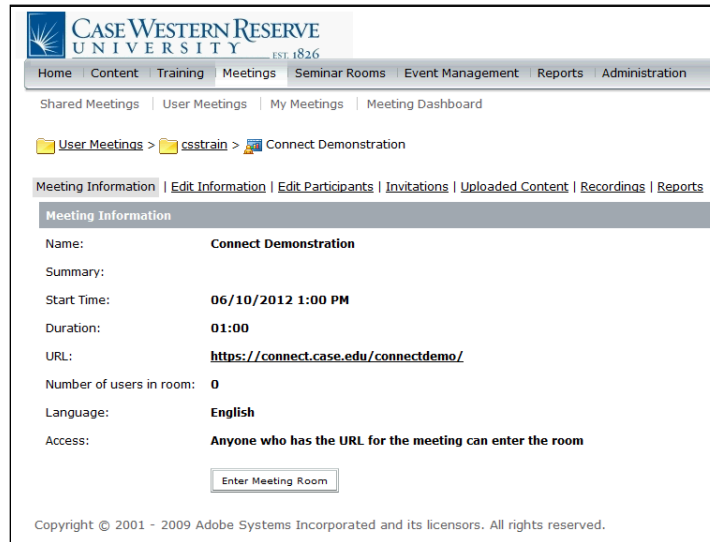 CASE WESTERN RESERVE
UNIVERSITY EST. 1826
Home Content Training Meetings Seminar Rooms Event Management Reports Administration
Shared Meetings | User Meetings | My Meetings | Meeting Dashboard
User Meetings > csstrain > Connect Demonstration
Meeting Information | Edit Information | Edit Participants | Invitations | Uploaded Content | Recordings | Reports
Meeting Information
Name: Connect Demonstration
Summary:
Start Time: 06/10/2012 1:00 PM
Duration: 01:00
URL: https://connect.case.edu/connectdemo/
Number of users in room: 0
Language: English
Access: Anyone who has the URL for the meeting can enter the room
Enter Meeting Room
Copyright © 2001 - 2009 Adobe Systems Incorporated and its licensors. All rights reserved.